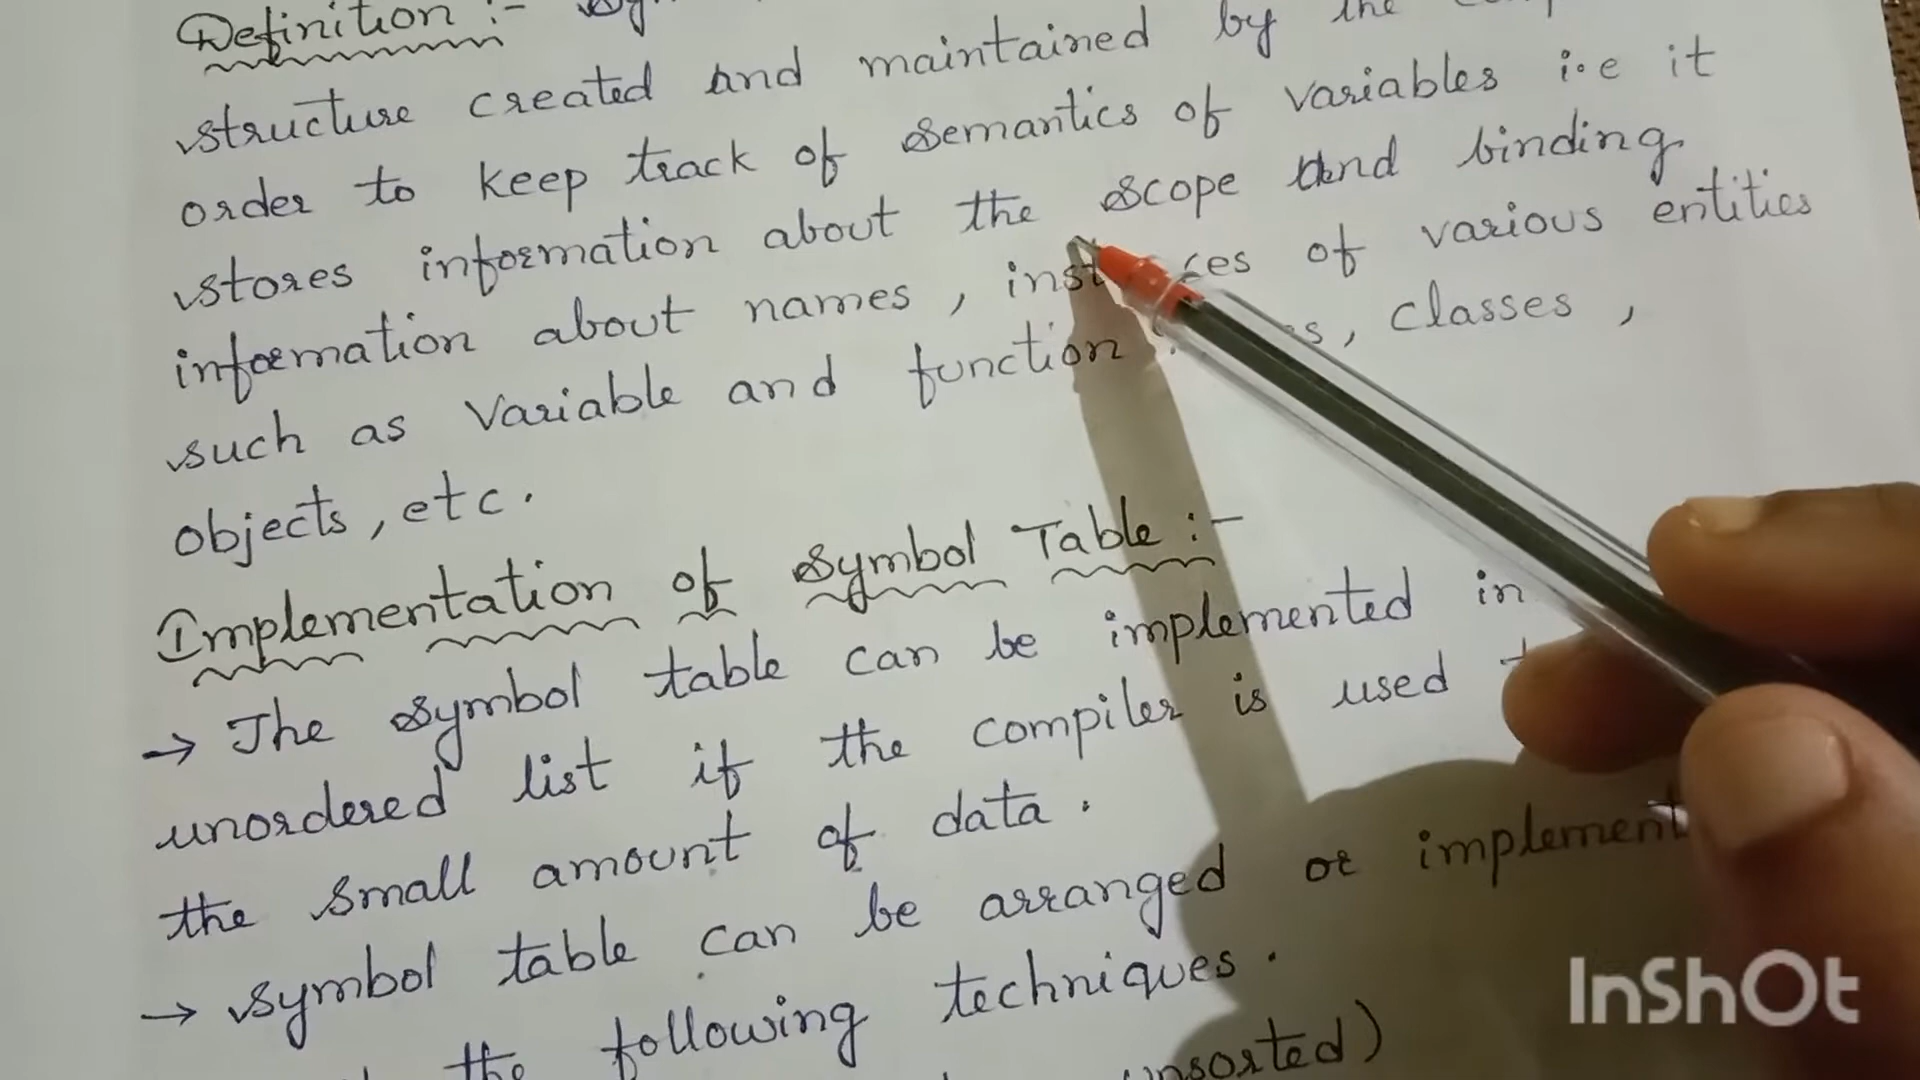 Definition :-
structure created and maintained by the
order to keep track of semantics of variables i.e it
stores information about the scope and binding
information about names, of various entities
such as Variable and function , classes ,
objects, etc.
Implementation of Symbol Table :-
→ The symbol table can be implemented in
unordered list if the compiler is used
the small amount of data.
→ symbol table can be arranged or implement
the following techniques.
InShOt